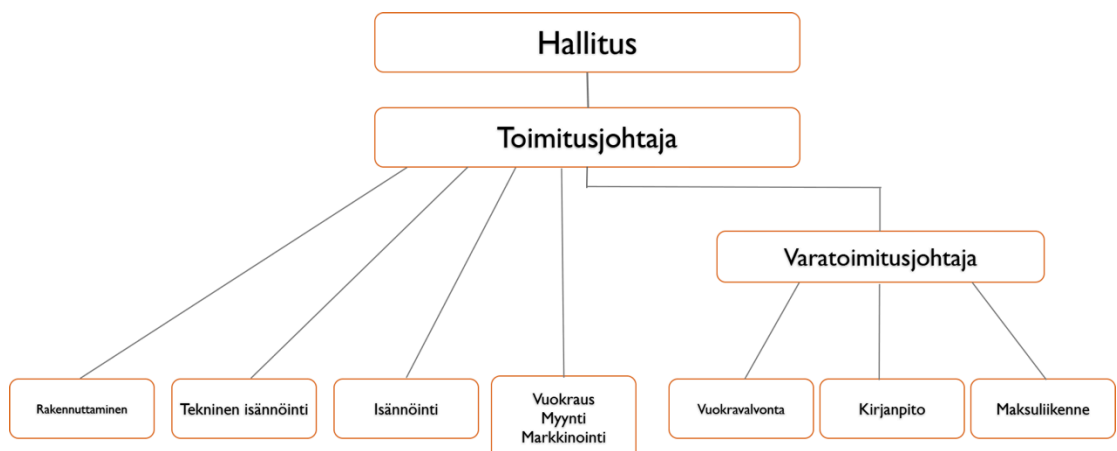 Hallitus
Toimitusjohtaja
Varatoimitusjohtaja
Rakennuttaminen
Tekninen isännöinti
Isännöinti
Vuokraus
Myynti
Markkinointi
Vuokravalvonta
Kirjanpito
Maksuliikenne